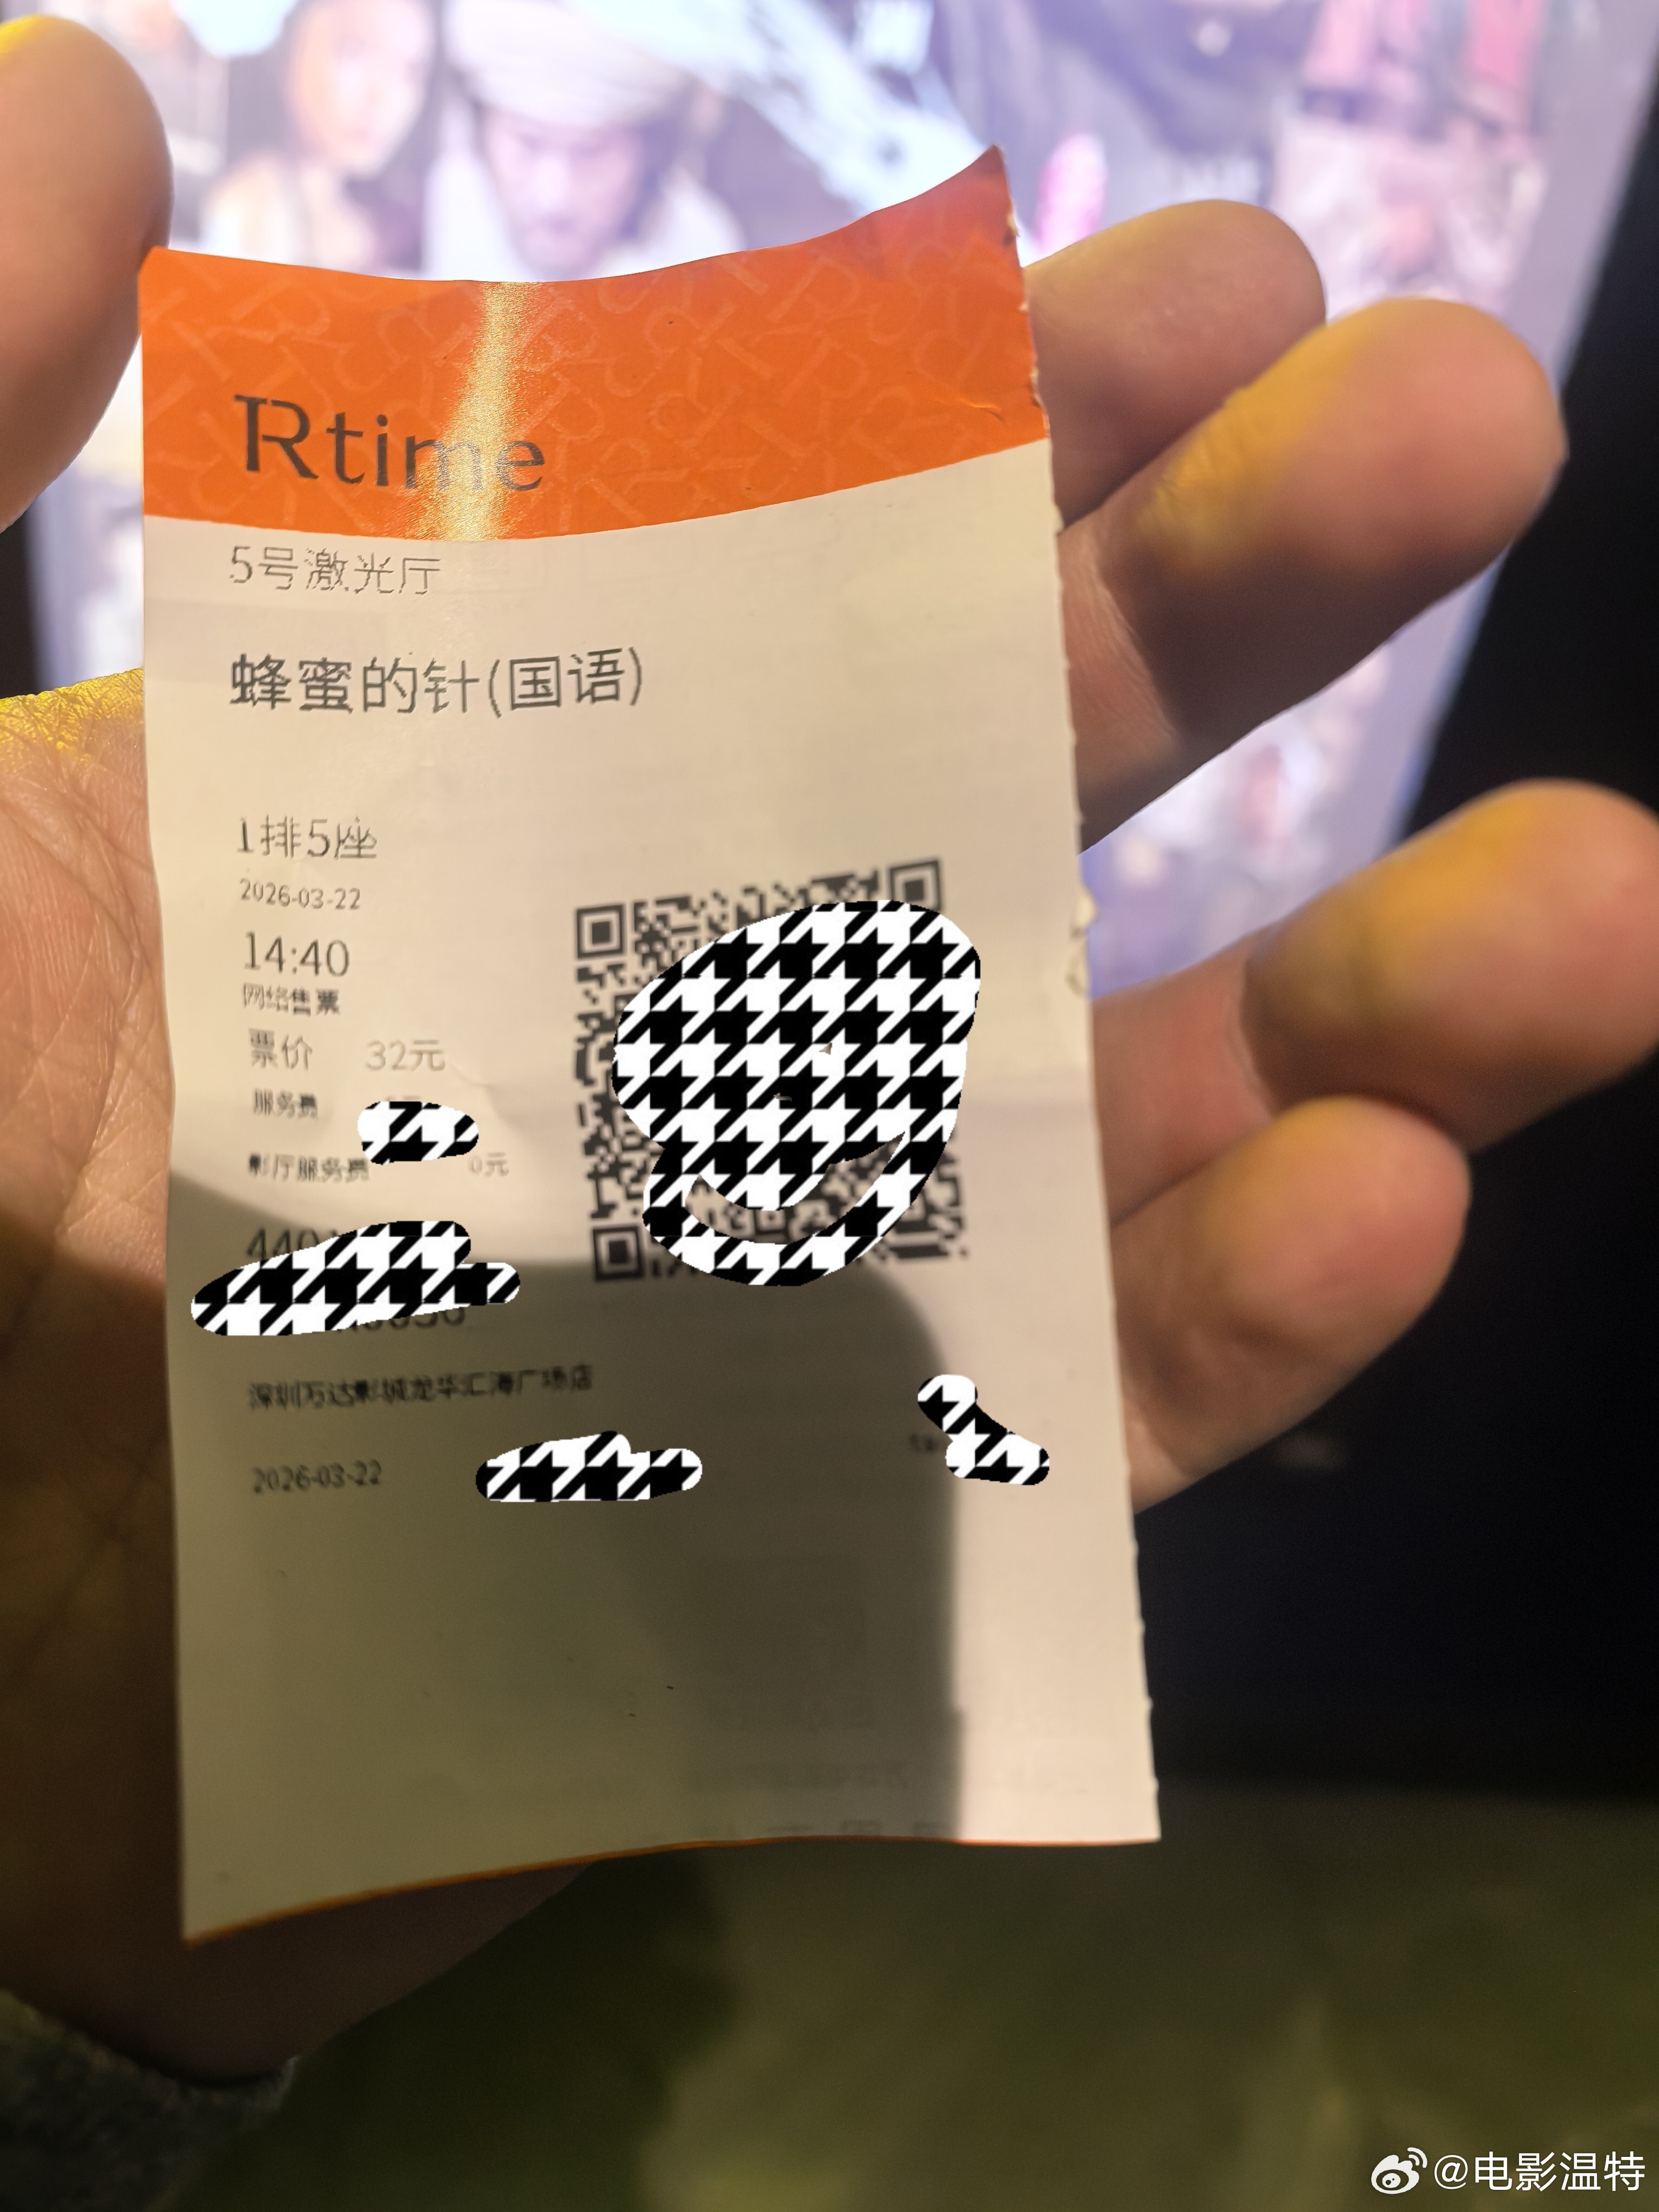 Rtime
5号激光厅
蜂蜜的针(国语)
1排5座
2026-03-22
14:40
网络售票
票价 32元
服务费
影厅服务费 0元
440
深圳万达影城龙华汇海广场店
2026-03-22
@电影温特